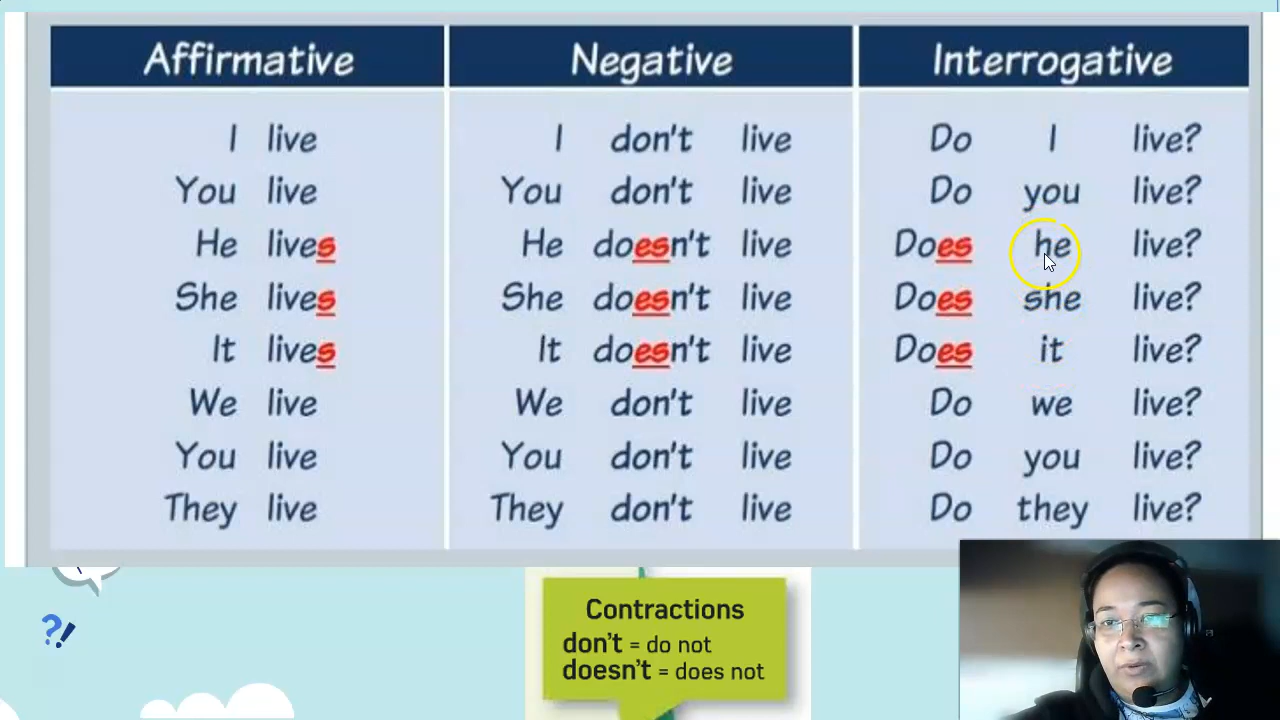 Affirmative Negative Interrogative
I live I don't live Do I live?
You live You don't live Do you live?
He lives He doesn't live Does he live?
She lives She doesn't live Does she live?
It lives It doesn't live Does it live?
We live We don't live Do we live?
You live You don't live Do you live?
They live They don't live Do they live?
?!
Contractions
don't = do not
doesn't = does not